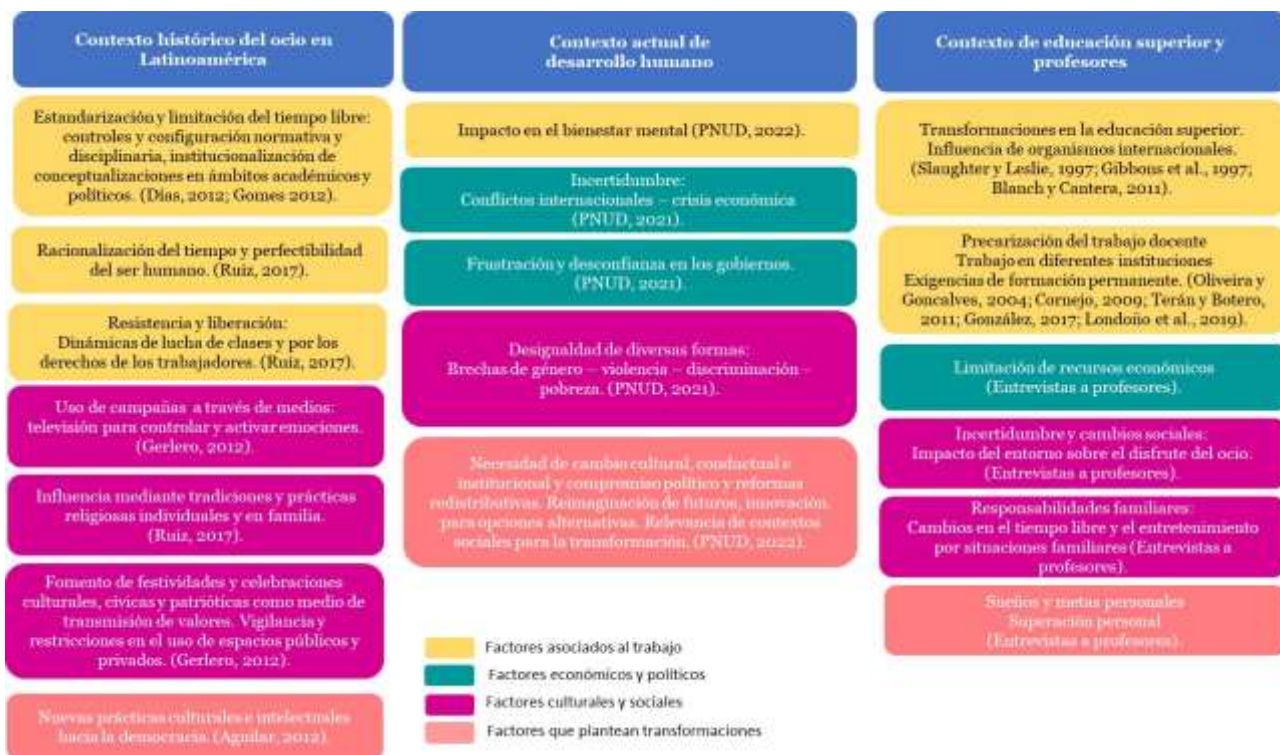 Contexto histórico del ocio en
Latinoamérica
Estandarización y limitación del tiempo libre:
controles y configuración normativa y
disciplinaria, institucionalización de
conceptualizaciones en ámbitos académicos y
políticos. (Dias, 2012; Gomes 2012).
Racionalización del tiempo y perfectibilidad
del ser humano. (Ruiz, 2017).
Resistencia y liberación:
Dinámicas de lucha de clases y por los
derechos de los trabajadores. (Ruiz, 2017).
Uso de campañas a través de medios:
televisión para controlar y activar emociones.
(Gerlero, 2012).
Influencia mediante tradiciones y prácticas
religiosas individuales y en familia.
(Ruiz, 2017).
Fomento de festividades y celebraciones
culturales, cívicas y patrióticas como medio de
transmisión de valores. Vigilancia y
restricciones en el uso de espacios públicos y
privados. (Gerlero, 2012).
Nuevas prácticas culturales e intelectuales
hacia la democracia. (Aguilar, 2012).
Contexto actual de
desarrollo humano
Impacto en el bienestar mental (PNUD, 2022).
Incertidumbre:
Conflictos internacionales – crisis económica
(PNUD, 2021).
Frustración y desconfianza en los gobiernos.
(PNUD, 2021).
Desigualdad de diversas formas:
Brechas de género – violencia – discriminación –
pobreza. (PNUD, 2021).
Necesidad de cambio cultural, conductual e
institucional y compromiso político y reformas
redistributivas. Reimaginación de futuros, innovación
para opciones alternativas. Relevancia de contextos
sociales para la transformación. (PNUD, 2022).
Contexto de educación superior y
profesores
Transformaciones en la educación superior.
Influencia de organismos internacionales.
(Slaughter y Leslie, 1997; Gibbons et al., 1997;
Blanch y Cantera, 2011).
Precarización del trabajo docente
Trabajo en diferentes instituciones
Exigencias de formación permanente. (Oliveira y
Goncalves, 2004; Cornejo, 2009; Terán y Botero,
2011; González, 2017; Londoño et al., 2019).
Limitación de recursos económicos
(Entrevistas a profesores).
Incertidumbre y cambios sociales:
Impacto del entorno sobre el disfrute del ocio.
(Entrevistas a profesores).
Responsabilidades familiares:
Cambios en el tiempo libre y el entretenimiento
por situaciones familiares (Entrevistas a
profesores).
Sueños y metas personales
Superación personal
(Entrevistas a profesores).
Factores asociados al trabajo
Factores económicos y políticos
Factores culturales y sociales
Factores que plantean transformaciones